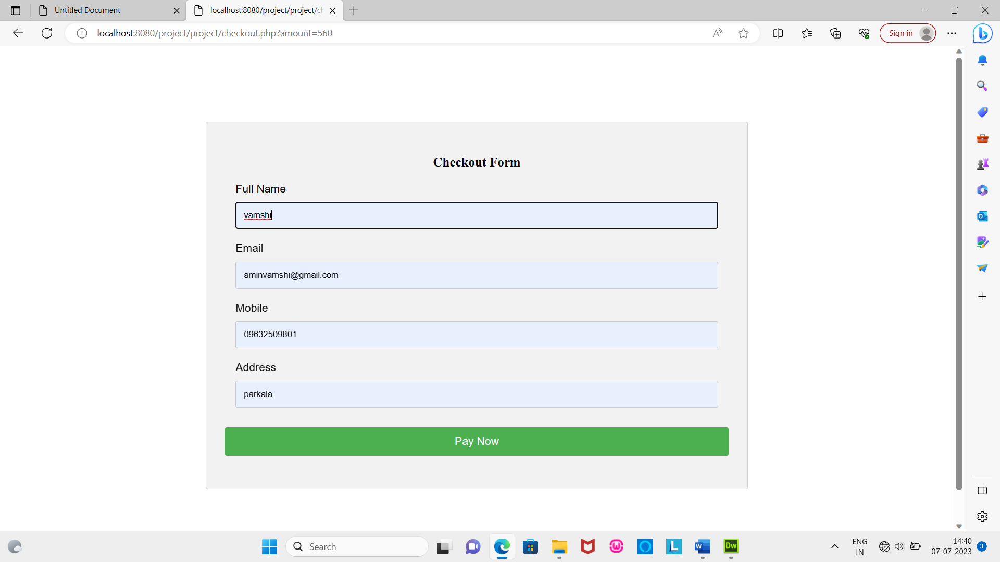 Untitled Document
localhost:8080/project/project/ch
localhost:8080/project/project/checkout.php?amount=560
Sign in
Checkout Form
Full Name
vamshi
Email
aminvamshi@gmail.com
Mobile
09632509801
Address
parkala
Pay Now
Search
L
W
Dw
ENG
IN
14:40
07-07-2023
3